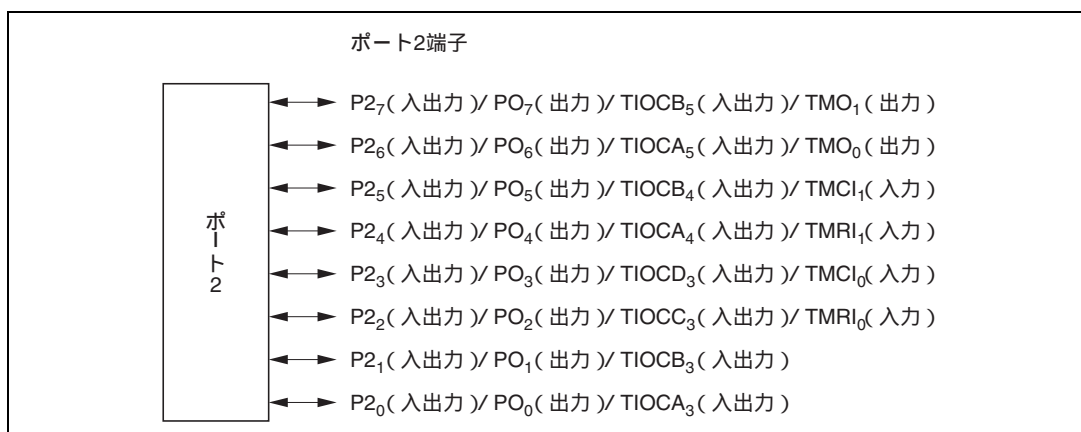 ポート2端子
P2₇(入出力)/ PO₇(出力)/ TIOCB₅(入出力)/ TMO₁(出力)
P2₆(入出力)/ PO₆(出力)/ TIOCA₅(入出力)/ TMO₀(出力)
P2₅(入出力)/ PO₅(出力)/ TIOCB₄(入出力)/ TMCI₁(入力)
P2₄(入出力)/ PO₄(出力)/ TIOCA₄(入出力)/ TMRI₁(入力)
ポート2
P2₃(入出力)/ PO₃(出力)/ TIOCD₃(入出力)/ TMCI₀(入力)
P2₂(入出力)/ PO₂(出力)/ TIOCC₃(入出力)/ TMRI₀(入力)
P2₁(入出力)/ PO₁(出力)/ TIOCB₃(入出力)
P2₀(入出力)/ PO₀(出力)/ TIOCA₃(入出力)